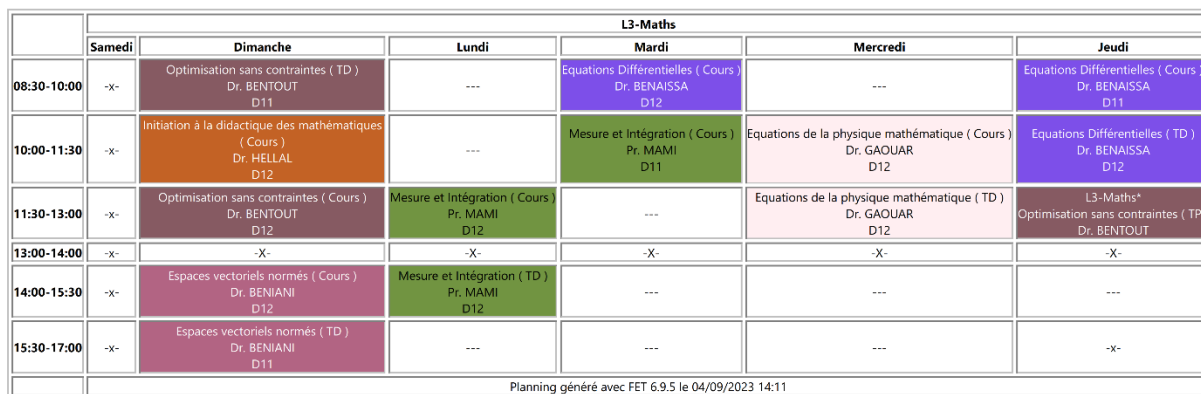 L3-Maths
Samedi Dimanche Lundi Mardi Mercredi Jeudi
08:30-10:00 -x- Optimisation sans contraintes ( TD ) --- Equations Différentielles ( Cours ) --- Equations Différentielles ( Cours )
Dr. BENTOUT Dr. BENAISSA Dr. BENAISSA
D11 D12 D11
10:00-11:30 -x- Initiation à la didactique des mathématiques --- Mesure et Intégration ( Cours ) Equations de la physique mathématique ( Cours ) Equations Différentielles ( TD )
( Cours ) Pr. MAMI Dr. GAOUAR Dr. BENAISSA
Dr. HELLAL D11 D12 D12
D12
11:30-13:00 -x- Optimisation sans contraintes ( Cours ) Mesure et Intégration ( Cours ) --- Equations de la physique mathématique ( TD ) L3-Maths*
Dr. BENTOUT Pr. MAMI Dr. GAOUAR Optimisation sans contraintes ( TP
D12 D12 D12 Dr. BENTOUT
13:00-14:00 -x- -X- -X- -X- -X- -X-
14:00-15:30 -x- Espaces vectoriels normés ( Cours ) Mesure et Intégration ( TD ) --- --- ---
Dr. BENIANI Pr. MAMI
D12 D12
15:30-17:00 -x- Espaces vectoriels normés ( TD ) --- --- --- -x-
Dr. BENIANI
D11
Planning généré avec FET 6.9.5 le 04/09/2023 14:11